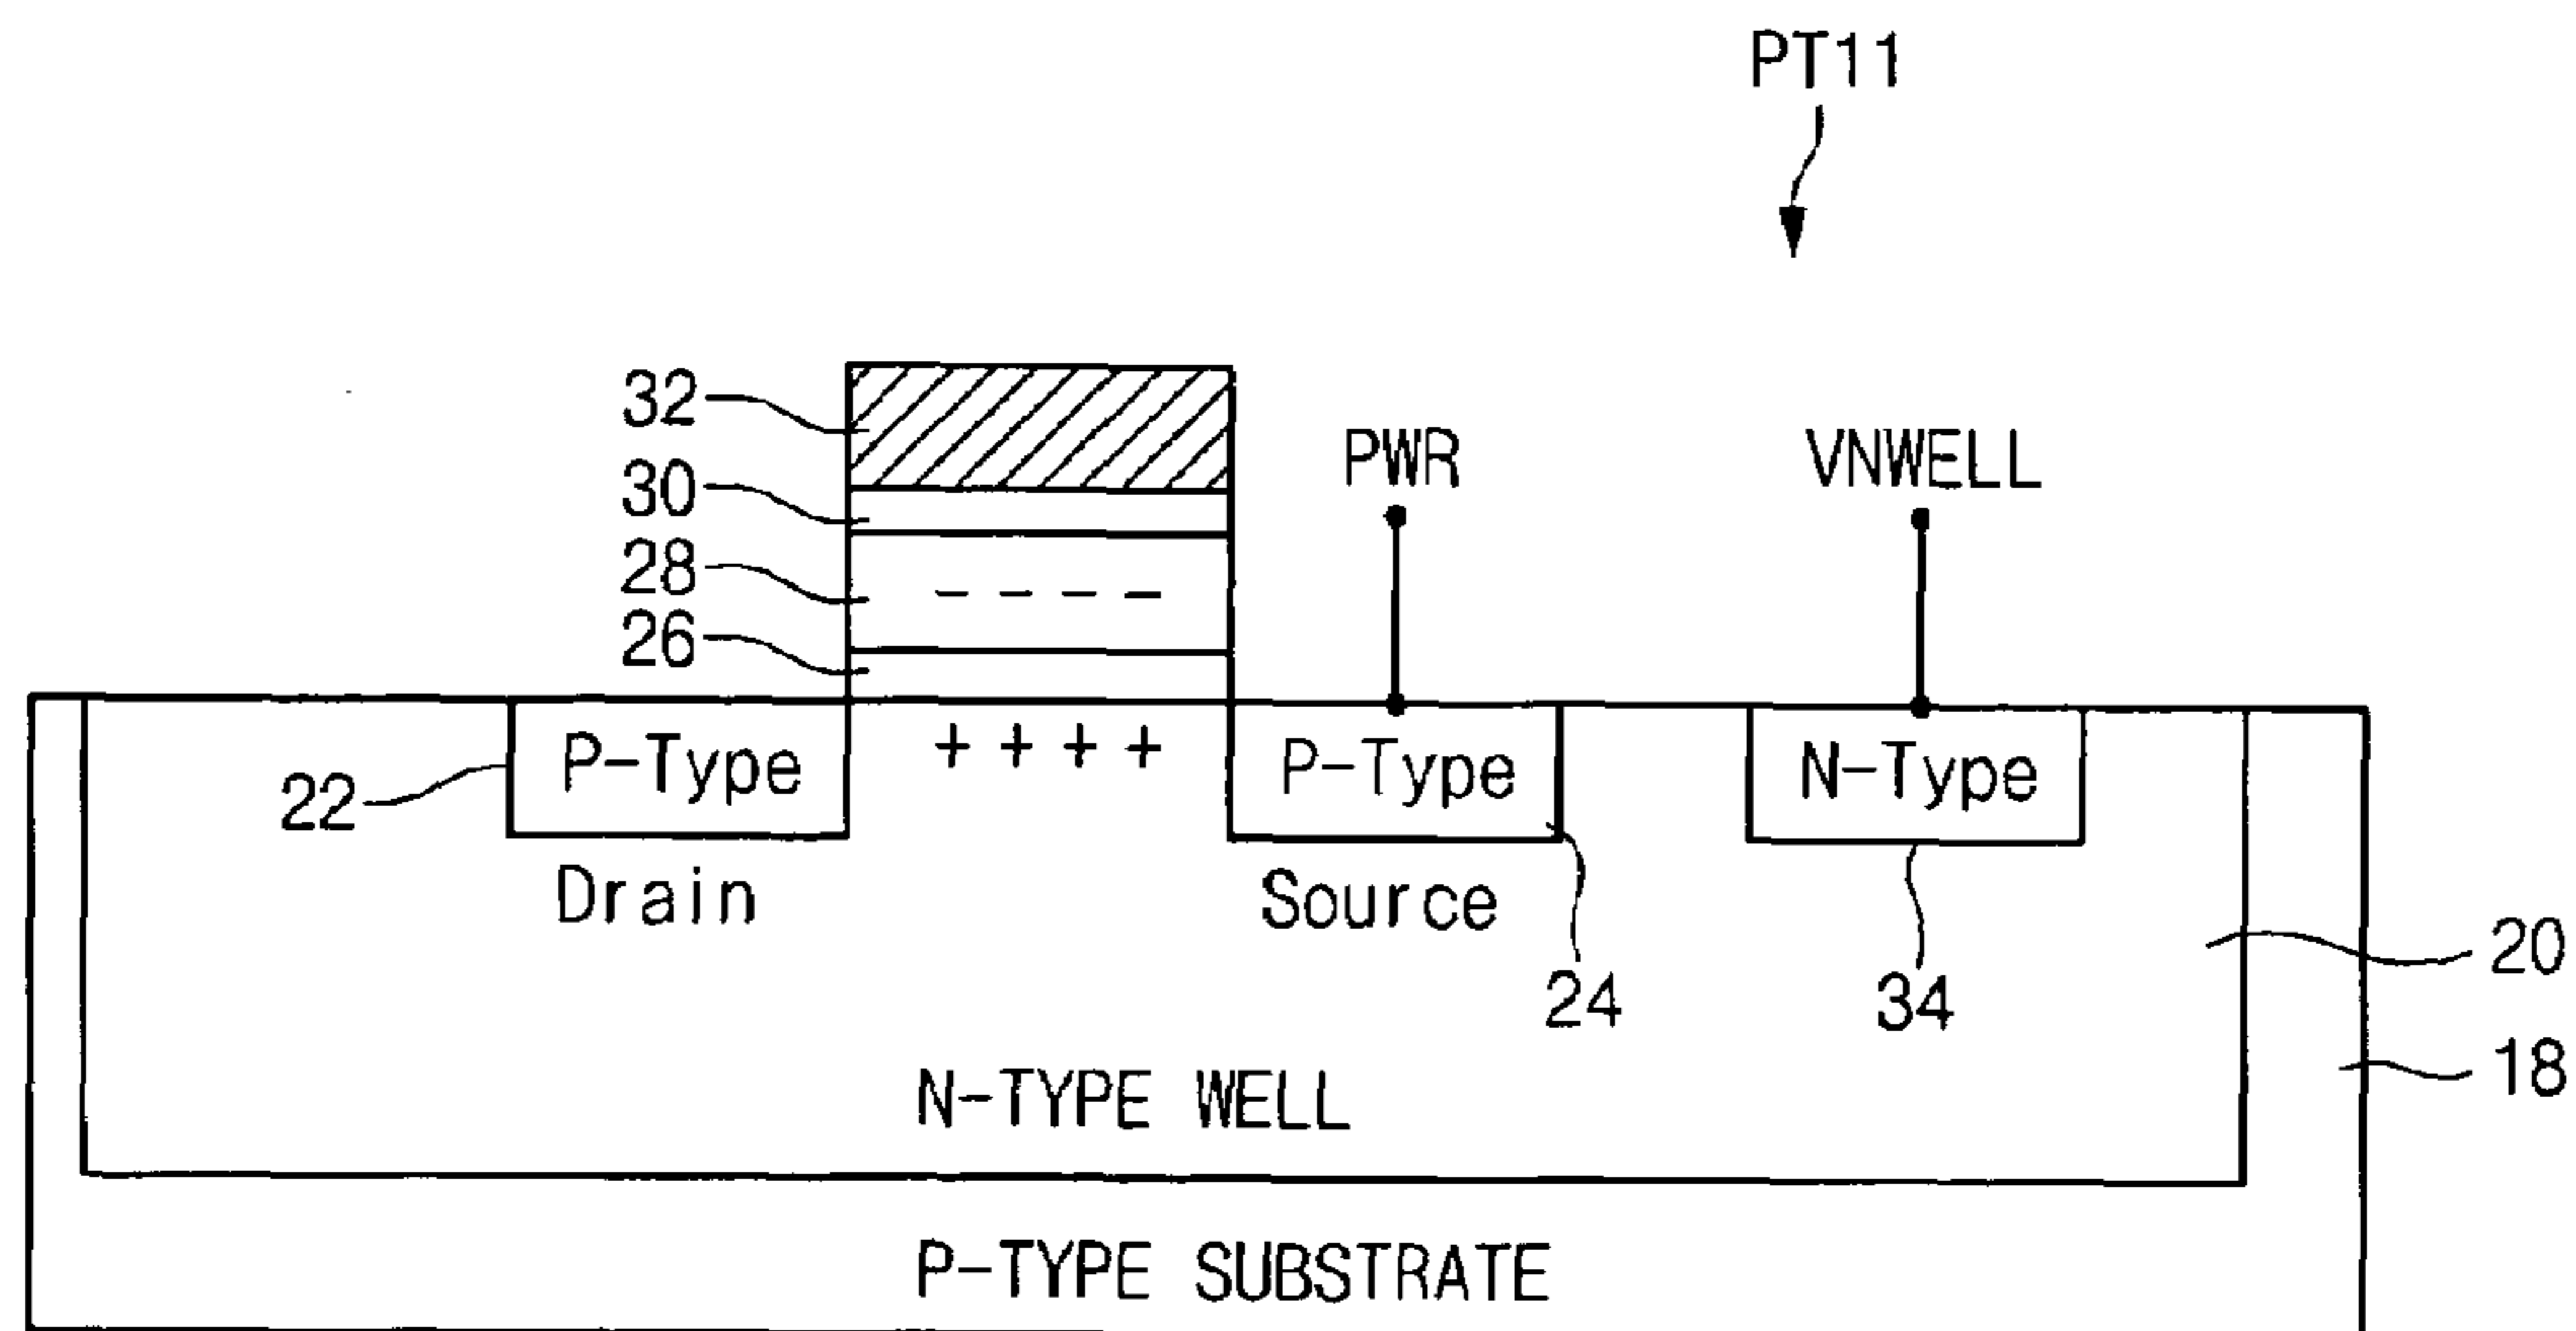 PT11
32
30
28
26
PWR
VNWELL
22
P-Type
+ + + +
P-Type
N-Type
Drain
Source
24
34
20
18
N-TYPE WELL
P-TYPE SUBSTRATE